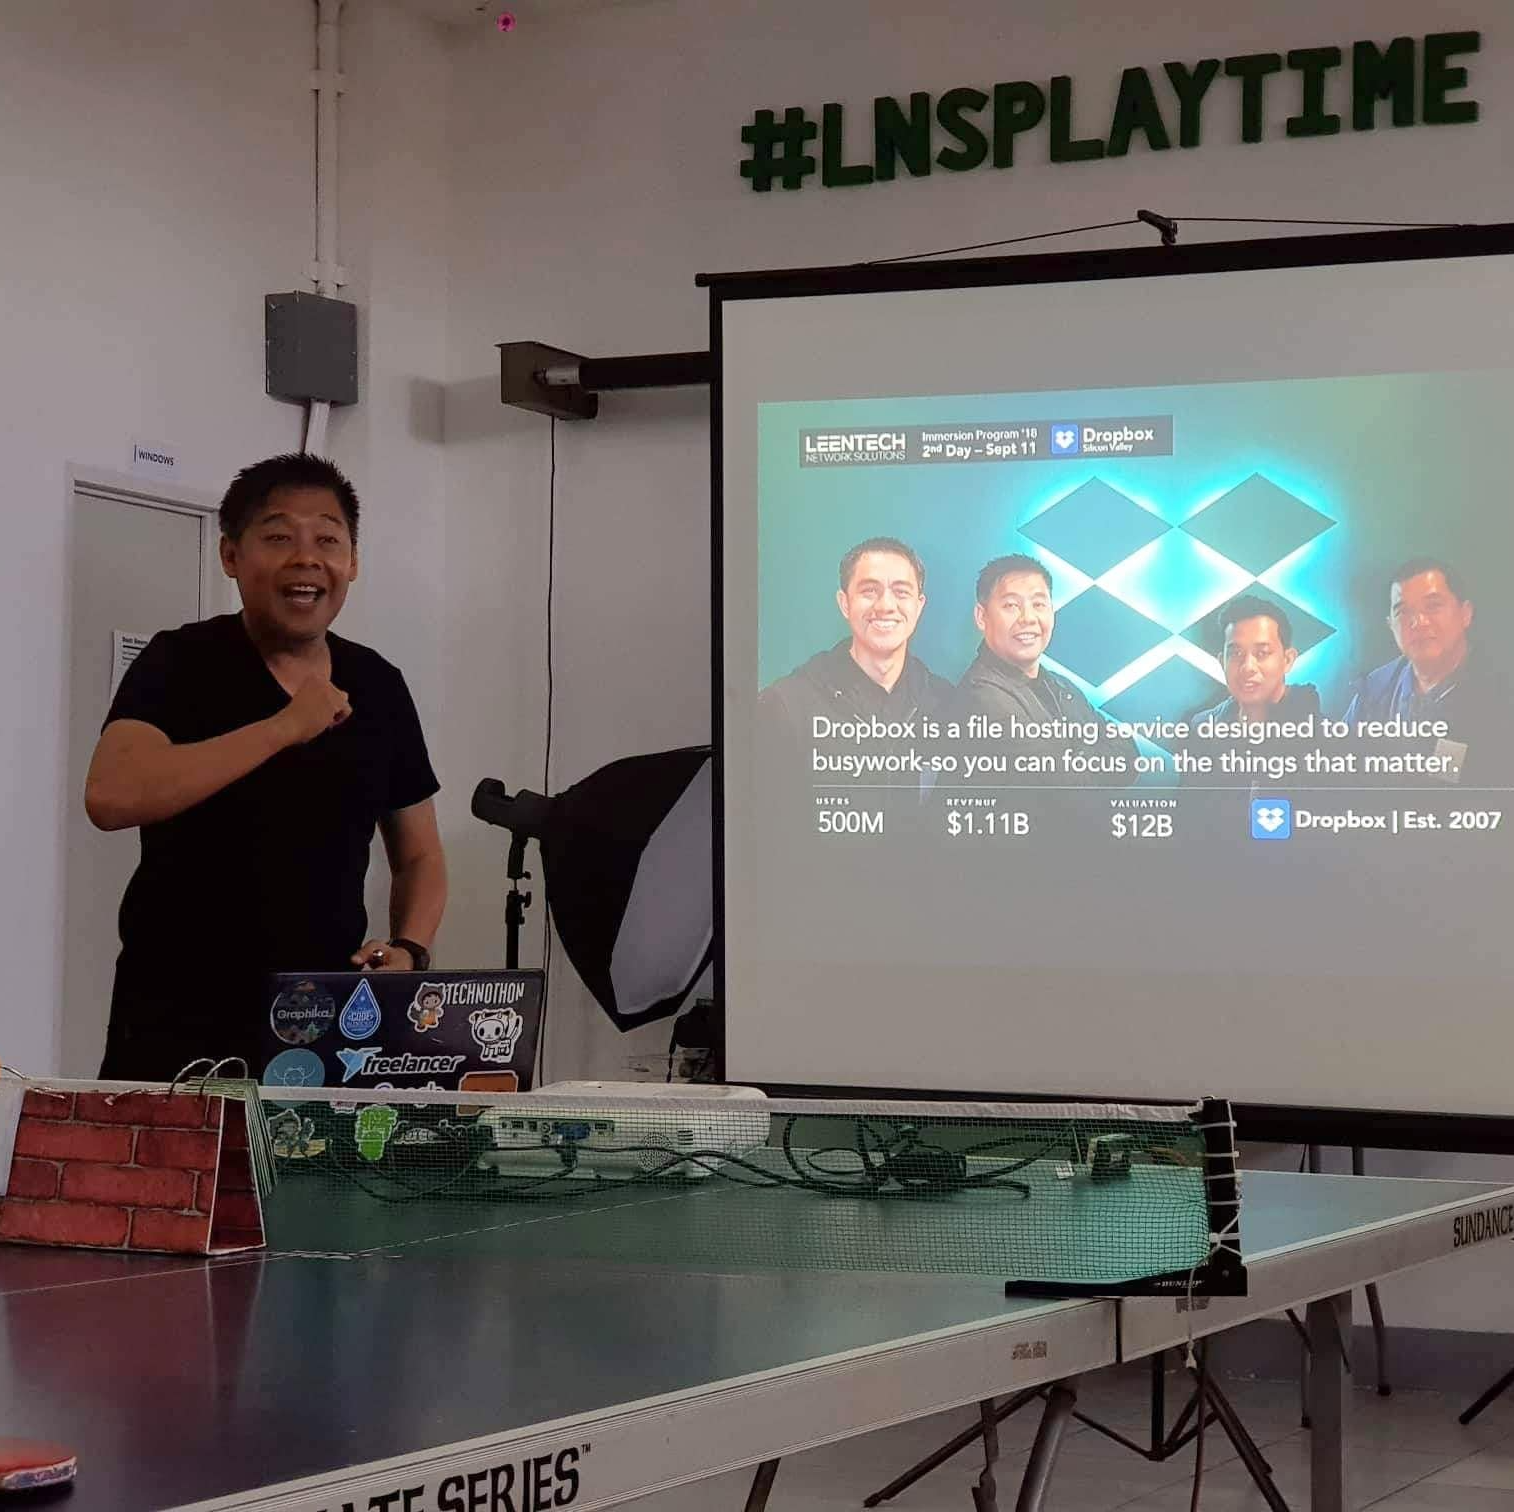 #LNSPLAYTIME
WINDOWS
LEENTECH
NETWORK SOLUTIONS
Immersion Program '18
2nd Day – Sept 11
Dropbox
Silicon Valley
Dropbox is a file hosting service designed to reduce
busywork-so you can focus on the things that matter.
USERS
500M
REVENUE
$1.11B
VALUATION
$12B
Dropbox | Est. 2007
Graphika
CODE
TECHNOTHON
freelancer
SUNDANCE
DUNLOP
SERIES™